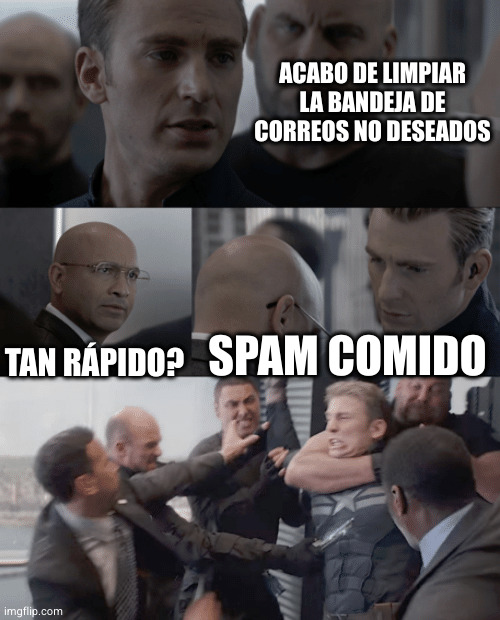 ACABO DE LIMPIAR
LA BANDEJA DE
CORREOS NO DESEADOS
TAN RÁPIDO?
SPAM COMIDO
imgflip.com